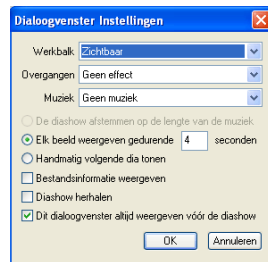 Dialoogvenster Instellingen
Werkbalk Zichtbaar
Overgangen Geen effect
Muziek Geen muziek
De diashow afstemmen op de lengte van de muziek
Elk beeld weergeven gedurende 4 seconden
Handmatig volgende dia tonen
Bestandsinformatie weergeven
Diashow herhalen
Dit dialoogvenster altijd weergeven vóór de diashow
OK Annuleren